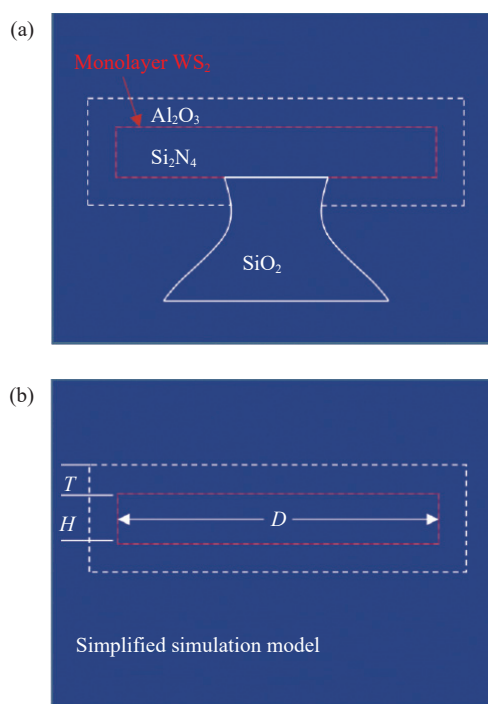 (a)
Monolayer WS₂
Al₂O₃
Si₂N₄
SiO₂
(b)
T
H
D
Simplified simulation model